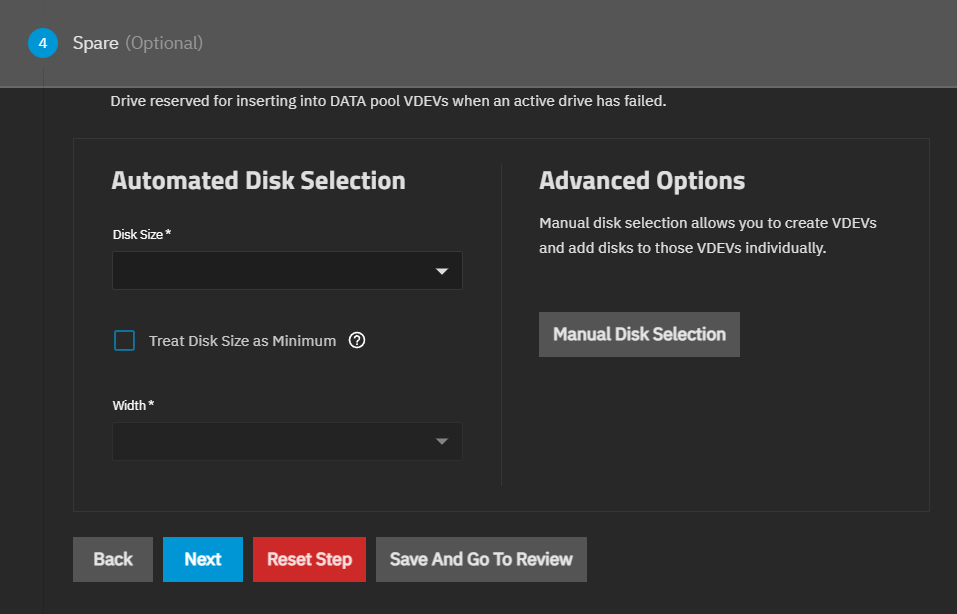 4 Spare (Optional)
Drive reserved for inserting into DATA pool VDEVs when an active drive has failed.
Automated Disk Selection
Disk Size *
Treat Disk Size as Minimum ?
Width *
Advanced Options
Manual disk selection allows you to create VDEVs
and add disks to those VDEVs individually.
Manual Disk Selection
Back Next Reset Step Save And Go To Review